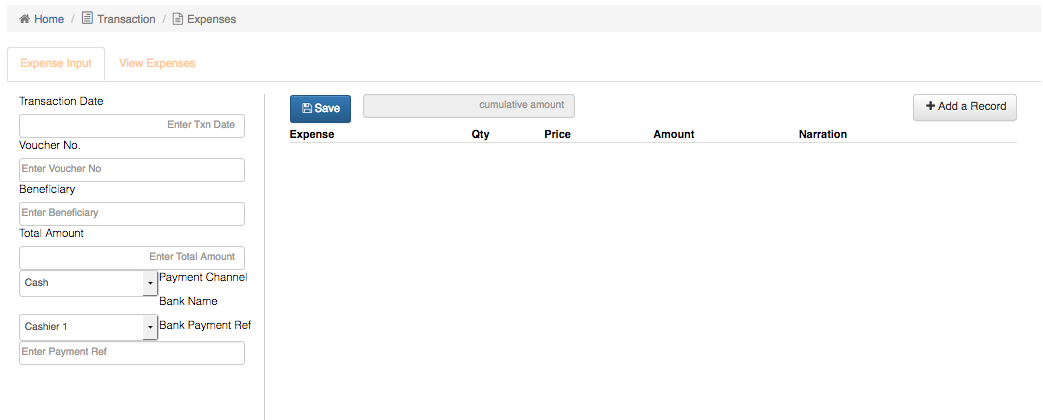 Home / Transaction / Expenses
Expense Input View Expenses
Transaction Date
Enter Txn Date
Voucher No.
Enter Voucher No
Beneficiary
Enter Beneficiary
Total Amount
Enter Total Amount
Cash Payment Channel
Bank Name
Cashier 1 Bank Payment Ref
Enter Payment Ref
Save cumulative amount + Add a Record
Expense Qty Price Amount Narration